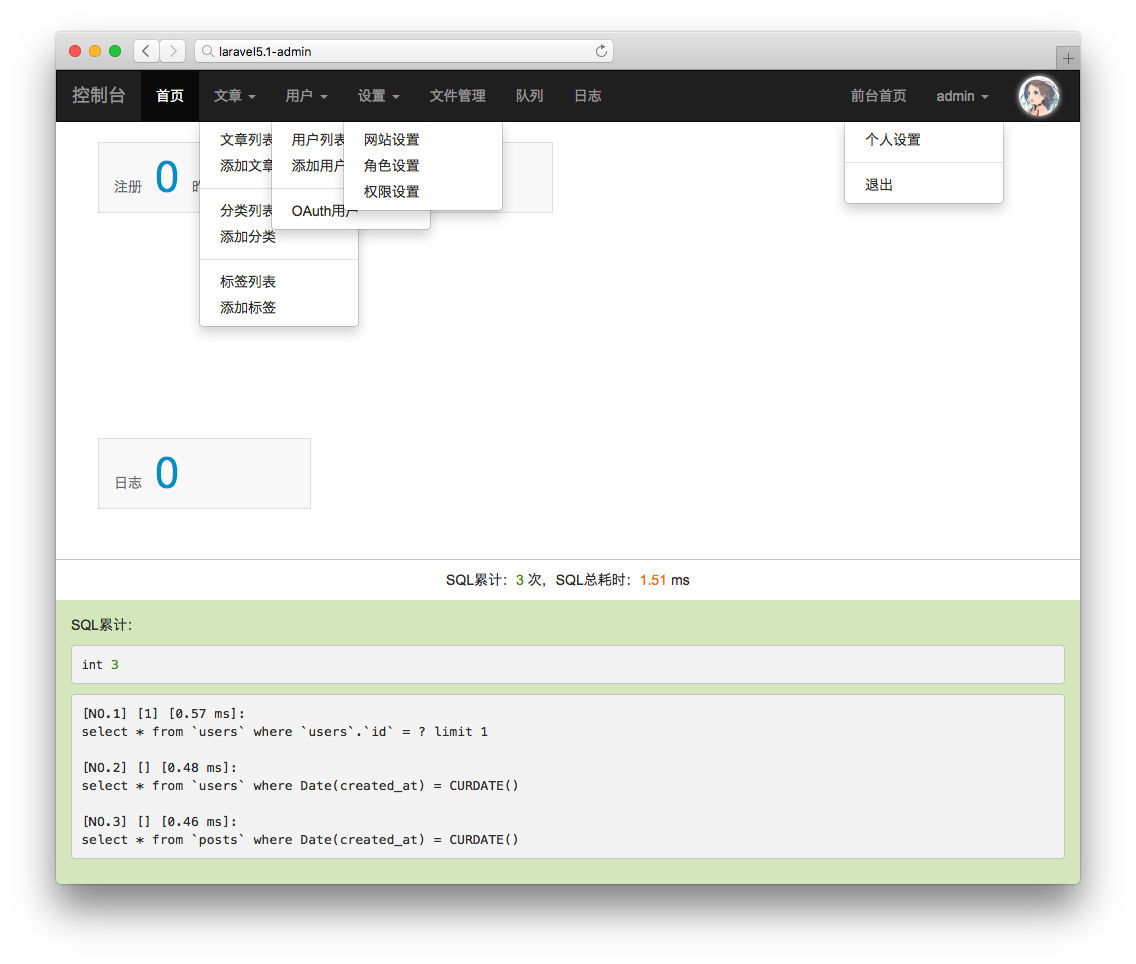 laravel5.1-admin
控制台 首页 文章 用户 设置 文件管理 队列 日志 前台首页 admin
文章列表 用户列表 网站设置 个人设置
添加文章 添加用户 角色设置
权限设置 退出
注册 0
分类列表 OAuth用户
添加分类
标签列表
添加标签
日志 0
SQL累计：3 次，SQL总耗时：1.51 ms
SQL累计：
int 3
[NO.1] [1] [0.57 ms]:
select * from `users` where `users`.`id` = ? limit 1
[NO.2] [] [0.48 ms]:
select * from `users` where Date(created_at) = CURDATE()
[NO.3] [] [0.46 ms]:
select * from `posts` where Date(created_at) = CURDATE()